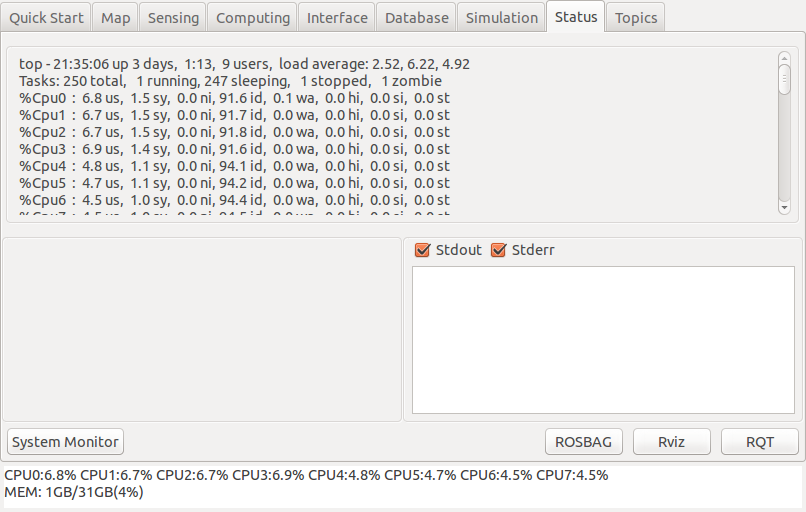 Quick Start Map Sensing Computing Interface Database Simulation Status Topics
top - 21:35:06 up 3 days,  1:13,  9 users,  load average: 2.52, 6.22, 4.92
Tasks: 250 total,   1 running, 247 sleeping,   1 stopped,   1 zombie
%Cpu0  :  6.8 us,  1.5 sy,  0.0 ni, 91.6 id,  0.1 wa,  0.0 hi,  0.0 si,  0.0 st
%Cpu1  :  6.7 us,  1.5 sy,  0.0 ni, 91.7 id,  0.0 wa,  0.0 hi,  0.0 si,  0.0 st
%Cpu2  :  6.7 us,  1.5 sy,  0.0 ni, 91.8 id,  0.0 wa,  0.0 hi,  0.0 si,  0.0 st
%Cpu3  :  6.9 us,  1.4 sy,  0.0 ni, 91.6 id,  0.0 wa,  0.0 hi,  0.0 si,  0.0 st
%Cpu4  :  4.8 us,  1.1 sy,  0.0 ni, 94.1 id,  0.0 wa,  0.0 hi,  0.0 si,  0.0 st
%Cpu5  :  4.7 us,  1.1 sy,  0.0 ni, 94.2 id,  0.0 wa,  0.0 hi,  0.0 si,  0.0 st
%Cpu6  :  4.5 us,  1.0 sy,  0.0 ni, 94.4 id,  0.0 wa,  0.0 hi,  0.0 si,  0.0 st
Stdout Stderr
System Monitor ROSBAG Rviz RQT
CPU0:6.8% CPU1:6.7% CPU2:6.7% CPU3:6.9% CPU4:4.8% CPU5:4.7% CPU6:4.5% CPU7:4.5%
MEM: 1GB/31GB(4%)